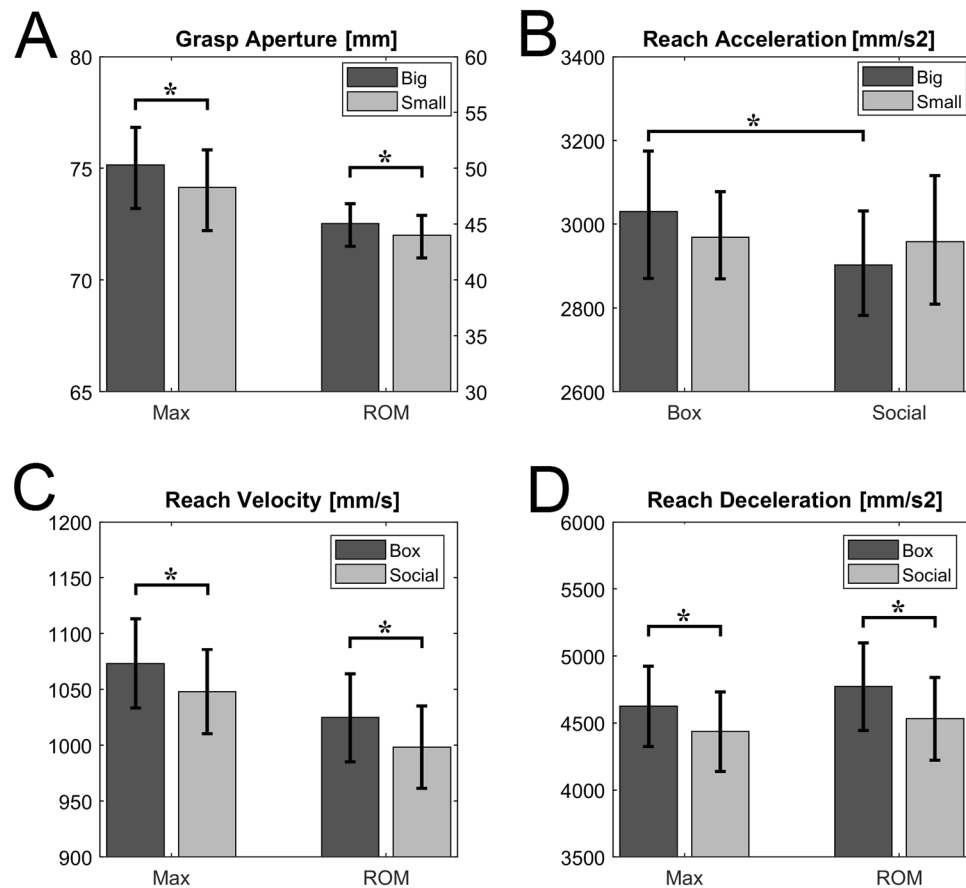 A
Grasp Aperture [mm]
80
75
70
65
60
55
50
45
40
35
30
Big
Small
*
*
Max
ROM
B
Reach Acceleration [mm/s2]
3400
3200
3000
2800
2600
Big
Small
*
Box
Social
C
Reach Velocity [mm/s]
1200
1150
1100
1050
1000
950
900
Box
Social
*
*
Max
ROM
D
Reach Deceleration [mm/s2]
6000
5500
5000
4500
4000
3500
Box
Social
*
*
Max
ROM